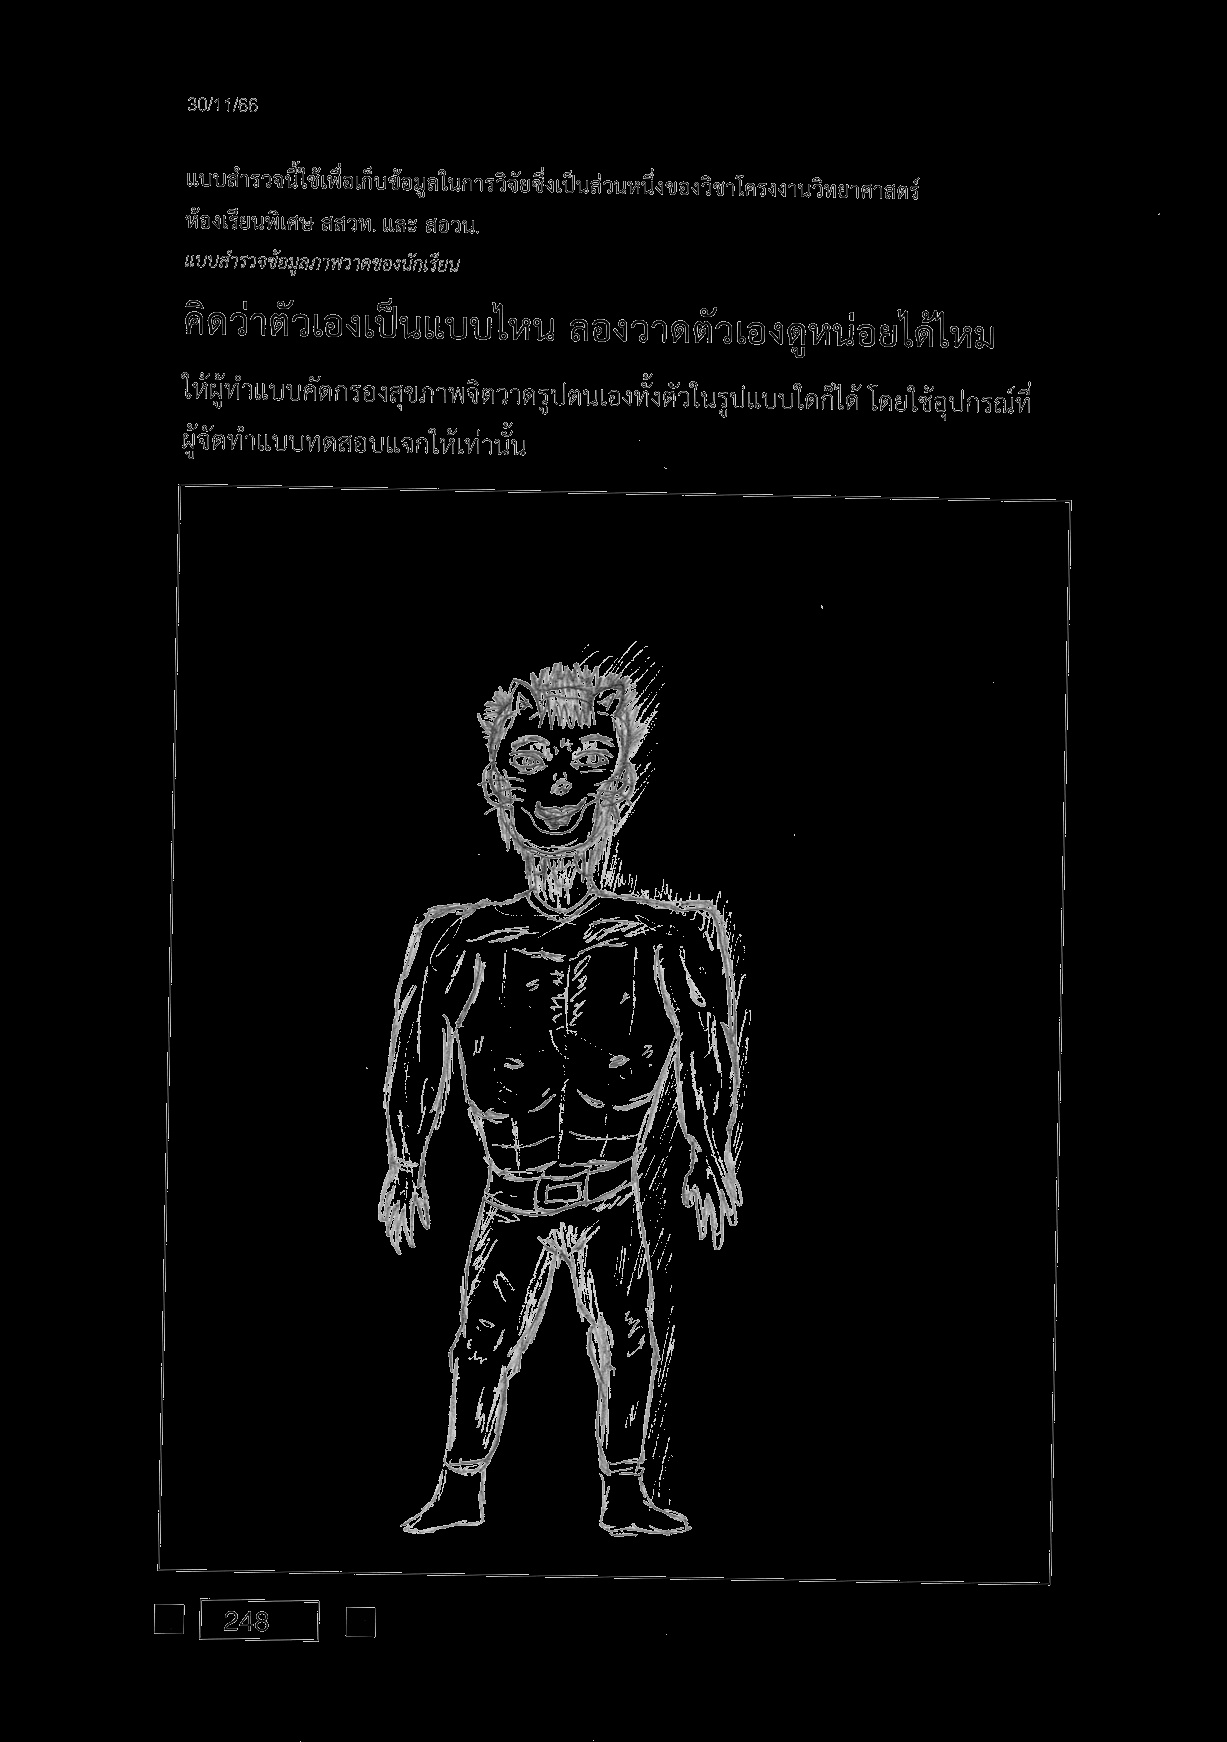 30/11/66
แบบสำรวจนี้ใช้เพื่อเก็บข้อมูลในการวิจัยซึ่งเป็นส่วนหนึ่งของวิชาโครงงานวิทยาศาสตร์
ห้องเรียนพิเศษ สสวท. และ สอวน.
แบบสำรวจข้อมูลภาพวาดของนักเรียน
คิดว่าตัวเองเป็นแบบไหน ลองวาดตัวเองดูหน่อยได้ไหม
ให้ผู้ทำแบบคัดกรองสุขภาพจิตวาดรูปตนเองทั้งตัวในรูปแบบใดก็ได้ โดยใช้อุปกรณ์ที่
ผู้จัดทำแบบทดสอบแจกให้เท่านั้น
248